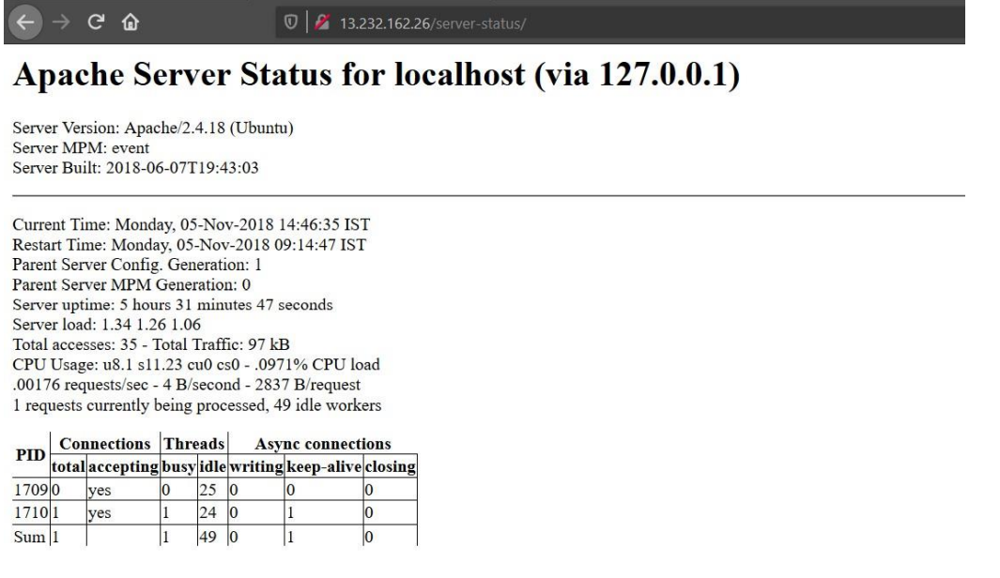 13.232.162.26/server-status/
Apache Server Status for localhost (via 127.0.0.1)
Server Version: Apache/2.4.18 (Ubuntu)
Server MPM: event
Server Built: 2018-06-07T19:43:03
Current Time: Monday, 05-Nov-2018 14:46:35 IST
Restart Time: Monday, 05-Nov-2018 09:14:47 IST
Parent Server Config. Generation: 1
Parent Server MPM Generation: 0
Server uptime: 5 hours 31 minutes 47 seconds
Server load: 1.34 1.26 1.06
Total accesses: 35 - Total Traffic: 97 kB
CPU Usage: u8.1 s11.23 cu0 cs0 - .0971% CPU load
.00176 requests/sec - 4 B/second - 2837 B/request
1 requests currently being processed, 49 idle workers
PID Connections Threads Async connections
total accepting busy idle writing keep-alive closing
1709 0 yes 0 25 0 0 0
1710 1 yes 1 24 0 1 0
Sum 1 1 49 0 1 0